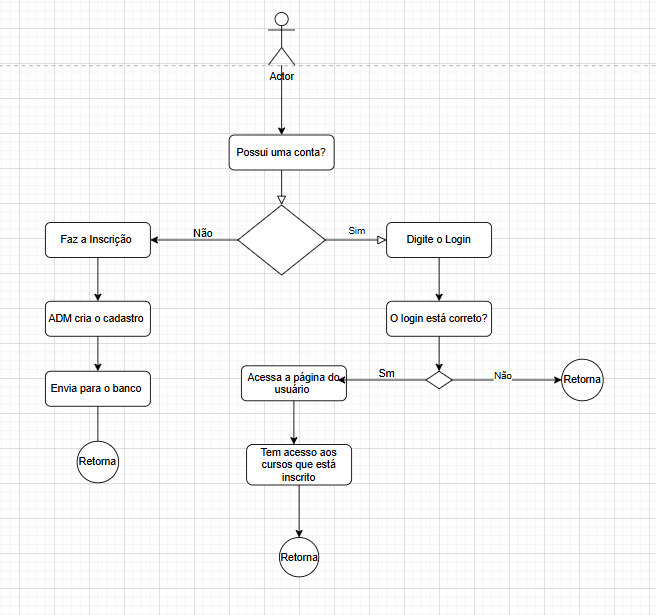 Actor
Possui uma conta?
Não
Sim
Faz a Inscrição
Digite o Login
ADM cria o cadastro
O login está correto?
Sm
Não
Acessa a página do
usuário
Retorna
Envia para o banco
Retorna
Tem acesso aos
cursos que está
inscrito
Retorna